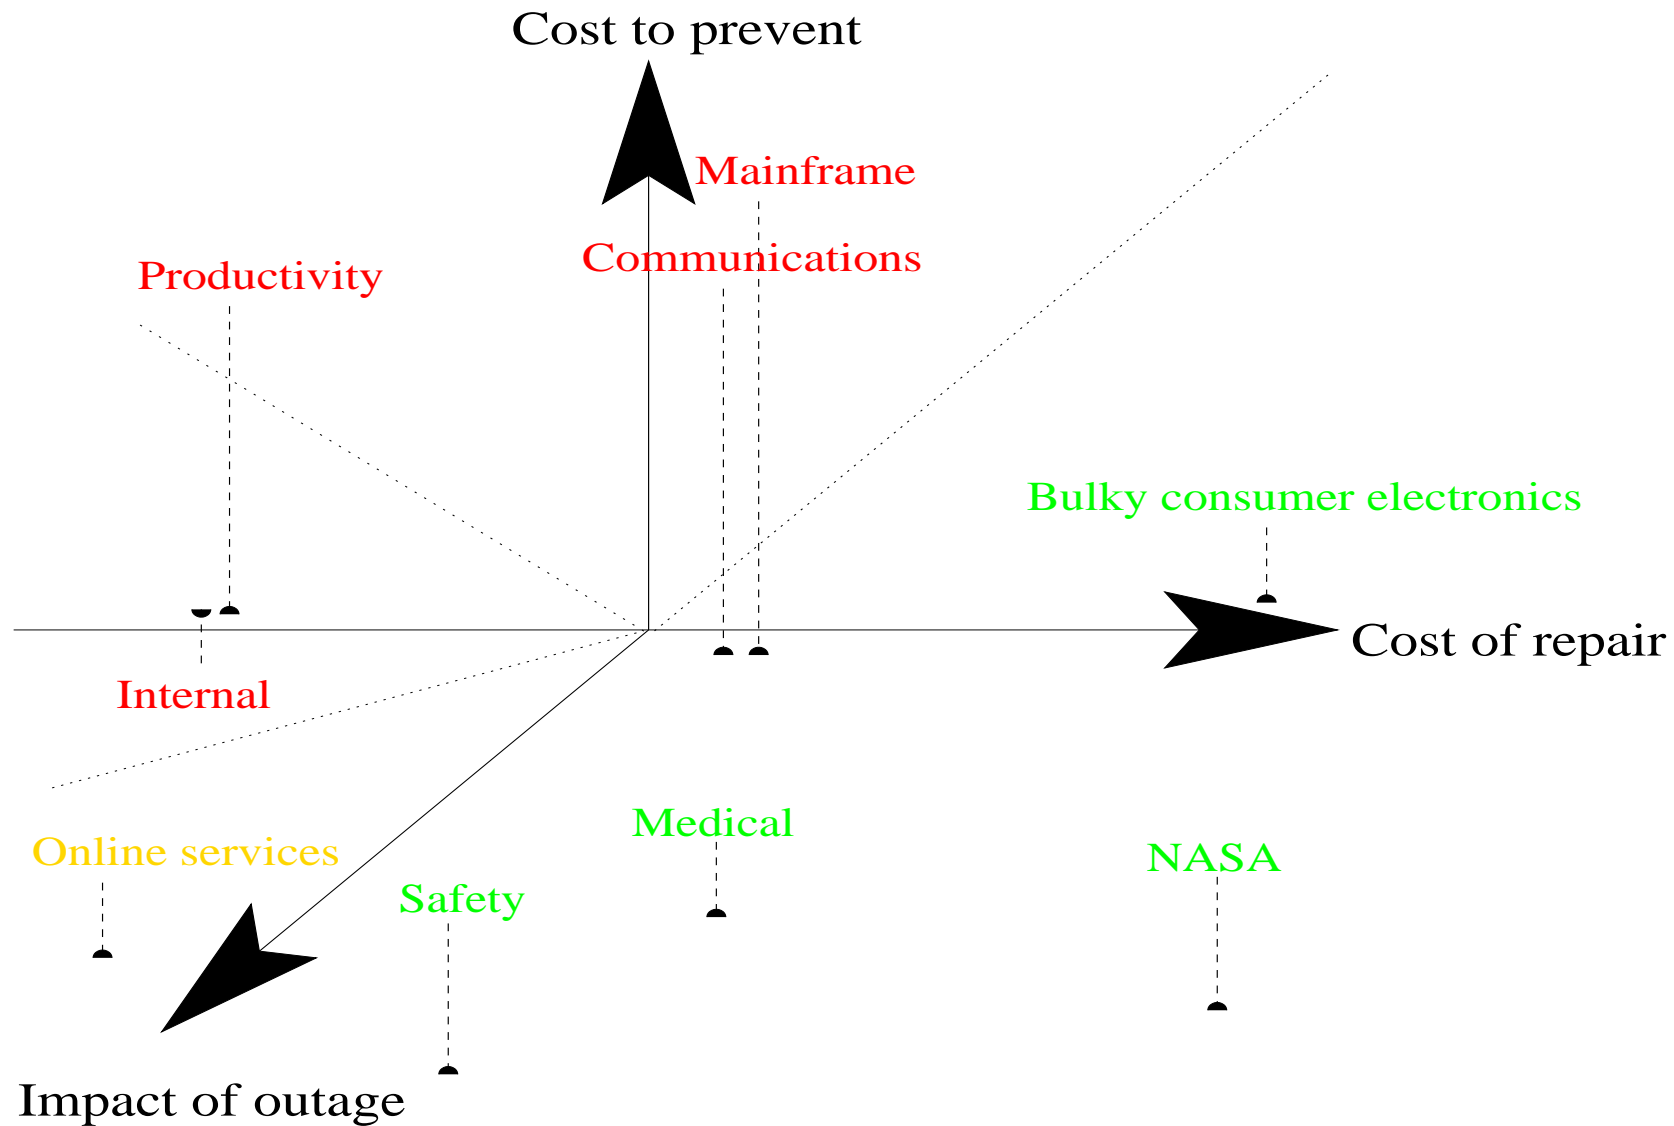 Cost to prevent
Mainframe
Communications
Productivity
Bulky consumer electronics
Cost of repair
Internal
Medical
Online services
NASA
Safety
Impact of outage